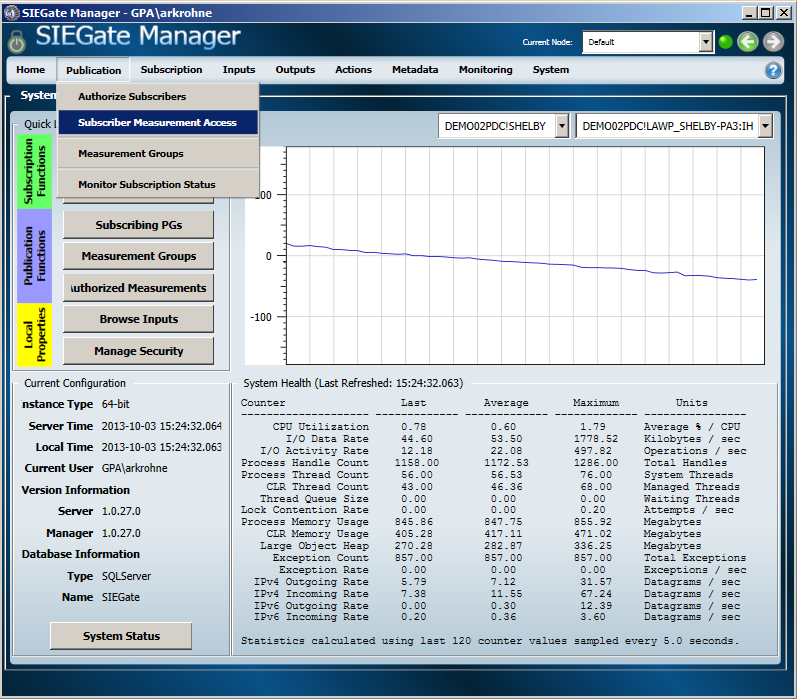 SIEGate Manager - GPA\arkrohne
SIEGate Manager
Current Node: Default
Home Publication Subscription Inputs Outputs Actions Metadata Monitoring System
Authorize Subscribers
Subscriber Measurement Access
Measurement Groups
Monitor Subscription Status
System
Quick
DEMO02PDC!SHELBY DEMO02PDC!LAWP_SHELBY-PA3:IH
Subscription Functions
Publication Functions
Local Properties
Subscribing PGs
Measurement Groups
uthorized Measurements
Browse Inputs
Manage Security
00
0
-100
Current Configuration
nstance Type 64-bit
Server Time 2013-10-03 15:24:32.064
Local Time 2013-10-03 15:24:32.063
Current User GPA\arkrohne
Version Information
Server 1.0.27.0
Manager 1.0.27.0
Database Information
Type SQLServer
Name SIEGate
System Status
System Health (Last Refreshed: 15:24:32.063)
Counter Last Average Maximum Units
CPU Utilization 0.78 0.60 1.79 Average % / CPU
I/O Data Rate 44.60 53.50 1778.52 Kilobytes / sec
I/O Activity Rate 12.18 22.08 497.82 Operations / sec
Process Handle Count 1158.00 1172.53 1286.00 Total Handles
Process Thread Count 56.00 56.53 76.00 System Threads
CLR Thread Count 43.00 46.36 68.00 Managed Threads
Thread Queue Size 0.00 0.00 0.00 Waiting Threads
Lock Contention Rate 0.00 0.00 0.20 Attempts / sec
Process Memory Usage 845.86 847.75 855.92 Megabytes
CLR Memory Usage 405.28 417.11 471.02 Megabytes
Large Object Heap 270.28 282.87 336.25 Megabytes
Exception Count 857.00 857.00 857.00 Total Exceptions
Exception Rate 0.00 0.00 0.00 Exceptions / sec
IPv4 Outgoing Rate 5.79 7.12 31.57 Datagrams / sec
IPv4 Incoming Rate 7.38 11.55 67.24 Datagrams / sec
IPv6 Outgoing Rate 0.00 0.30 12.39 Datagrams / sec
IPv6 Incoming Rate 0.20 0.36 3.60 Datagrams / sec
Statistics calculated using last 120 counter values sampled every 5.0 seconds.